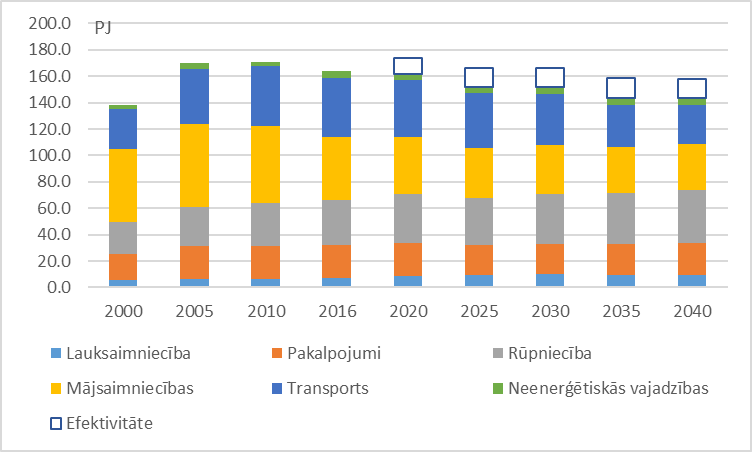 PJ
200.0
180.0
160.0
140.0
120.0
100.0
80.0
60.0
40.0
20.0
0.0
2000 2005 2010 2016 2020 2025 2030 2035 2040
Lauksaimniecība Pakalpojumi Rūpniecība
Mājsaimniecības Transports Neenerģētiskās vajadzības
Efektivitāte